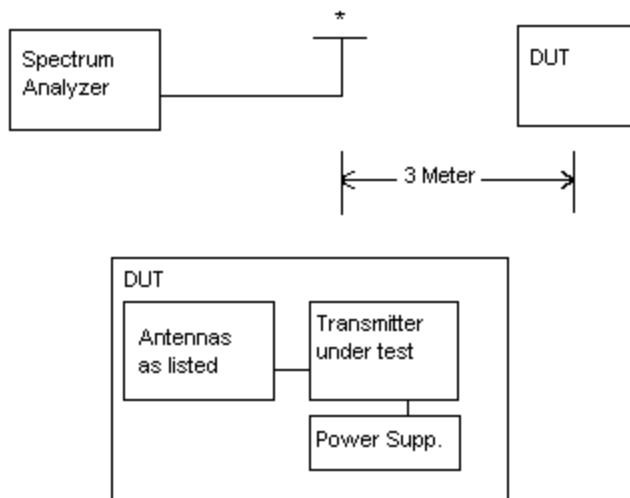 *
Spectrum
Analyzer
DUT
3 Meter
DUT
Antennas
as listed
Transmitter
under test
Power Supp.